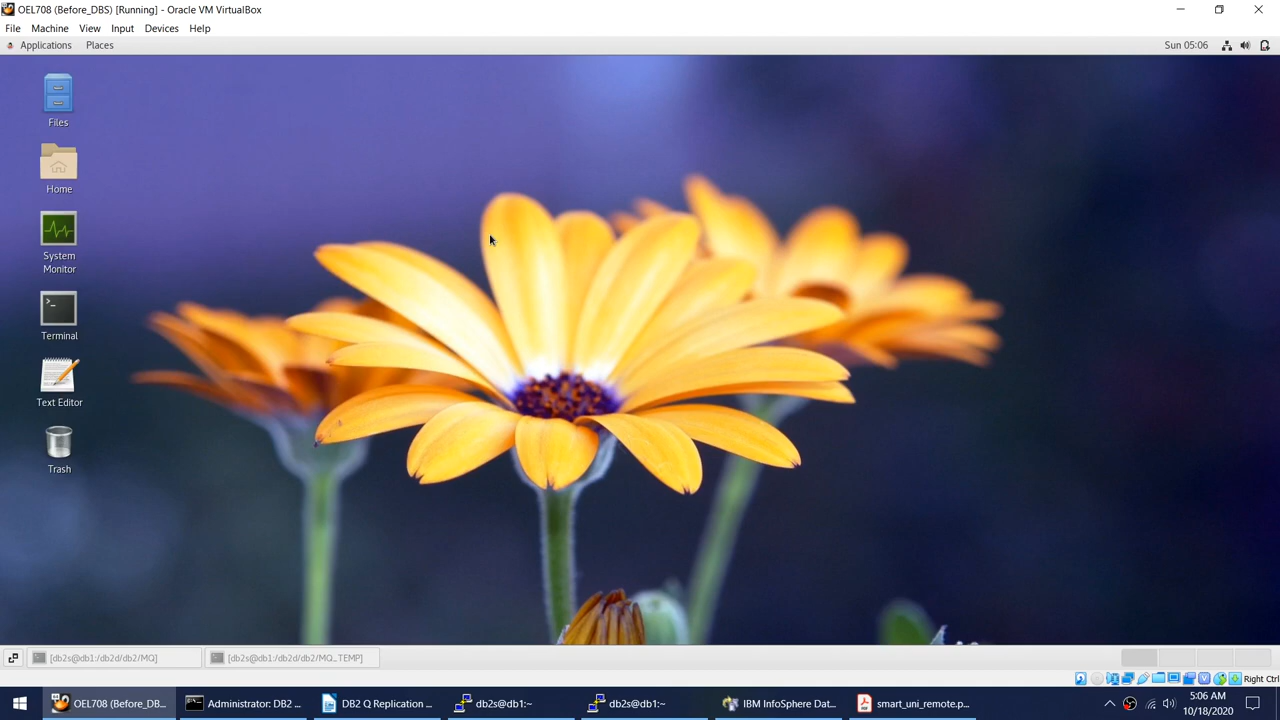 OEL708 (Before_DBS) [Running] - Oracle VM VirtualBox
File Machine View Input Devices Help
Applications Places Sun 05:06
Files
Home
System
Monitor
Terminal
Text Editor
Trash
[db2s@db1:/db2d/db2/MQ] [db2s@db1:/db2d/db2/MQ_TEMP]
Right Ctrl
OEL708 (Before_DB... Administrator: DB2 ... DB2 Q Replication ... db2s@db1:~ db2s@db1:~ IBM InfoSphere Dat... smart_uni_remote.p...
5:06 AM
10/18/2020